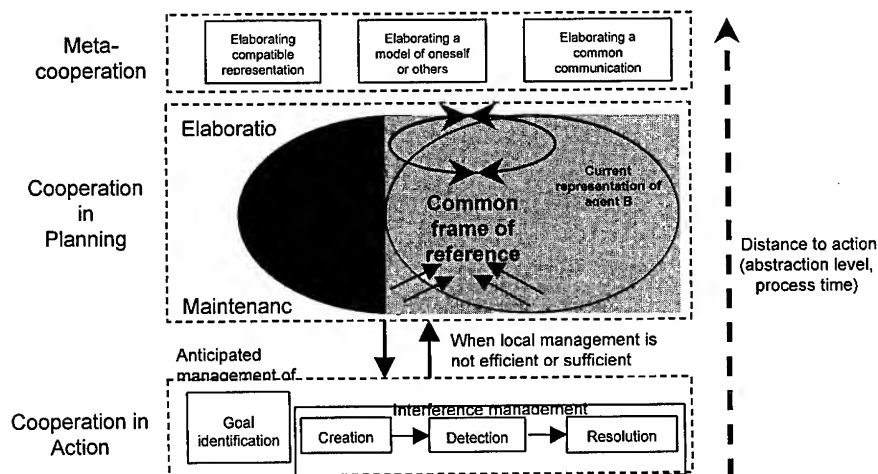 Meta-
cooperation
Elaborating
compatible
representation
Elaborating a
model of oneself
or others
Elaborating a
common
communication
Elaboratio
Cooperation
in
Planning
Current
representation of
agent B
Common
frame of
reference
Maintenanc
Distance to action
(abstraction level,
process time)
Anticipated
management of
When local management is
not efficient or sufficient
Cooperation in
Action
Goal
identification
Interference management
Creation
Detection
Resolution